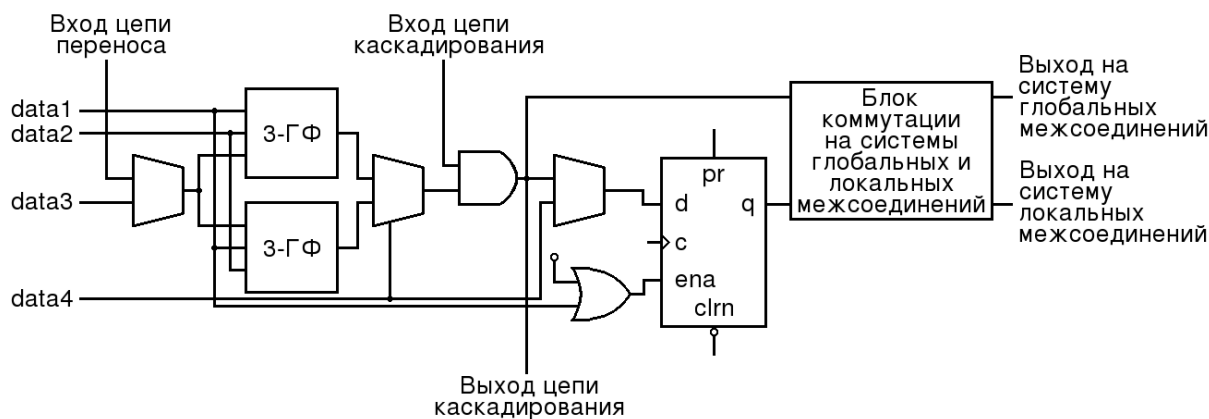 Вход цепи
переноса
Вход цепи
каскадирования
data1
data2
data3
data4
3-ГФ
3-ГФ
pr
d
q
c
ena
clrn
Блок
коммутации
на системы
глобальных и
локальных
межсоединений
Выход на
систему
глобальных
межсоединений
Выход на
систему
локальных
межсоединений
Выход цепи
каскадирования